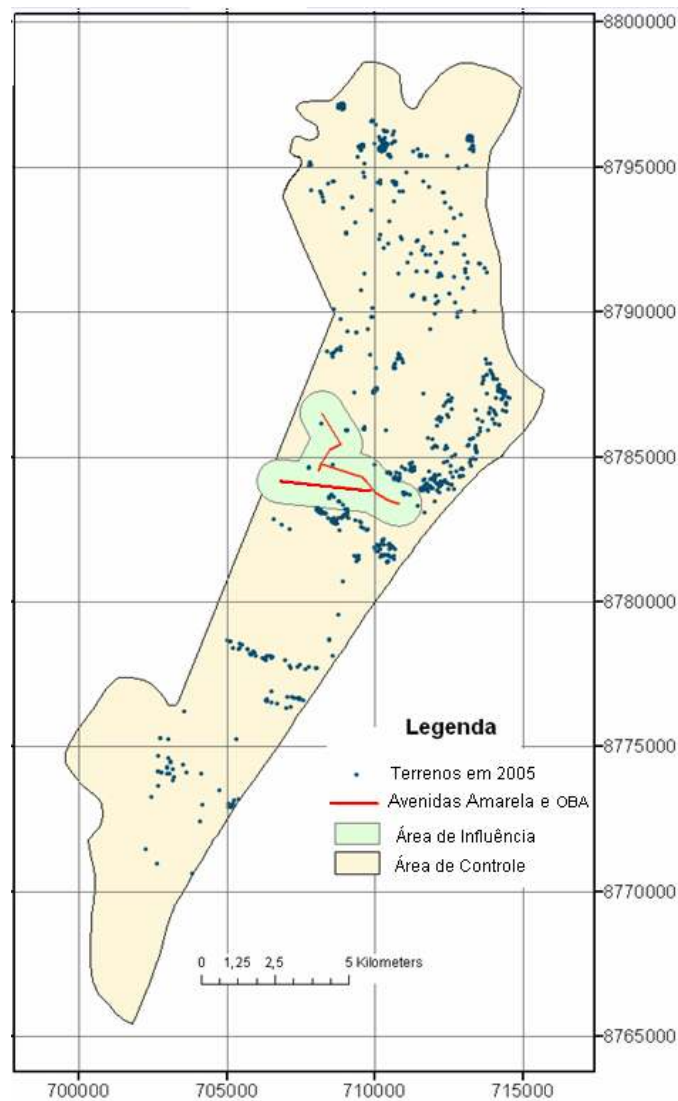 8800000
8795000
8790000
8785000
8780000
Legenda
8775000
Terrenos em 2005
Avenidas Amarela e OBA
Área de Influência
Área de Controle
8770000
0 1,25 2,5 5 Kilometers
8765000
700000 705000 710000 715000